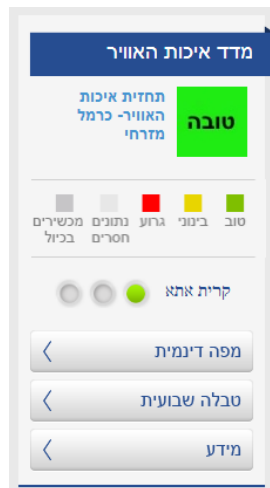 מדד איכות האוויר
תחזית איכות
האוויר- כרמל
מזרחי
טובה
טוב בינוני גרוע נתונים מכשירים
חסרים בכיול
קרית אתא
מפה דינמית
טבלה שבועית
מידע